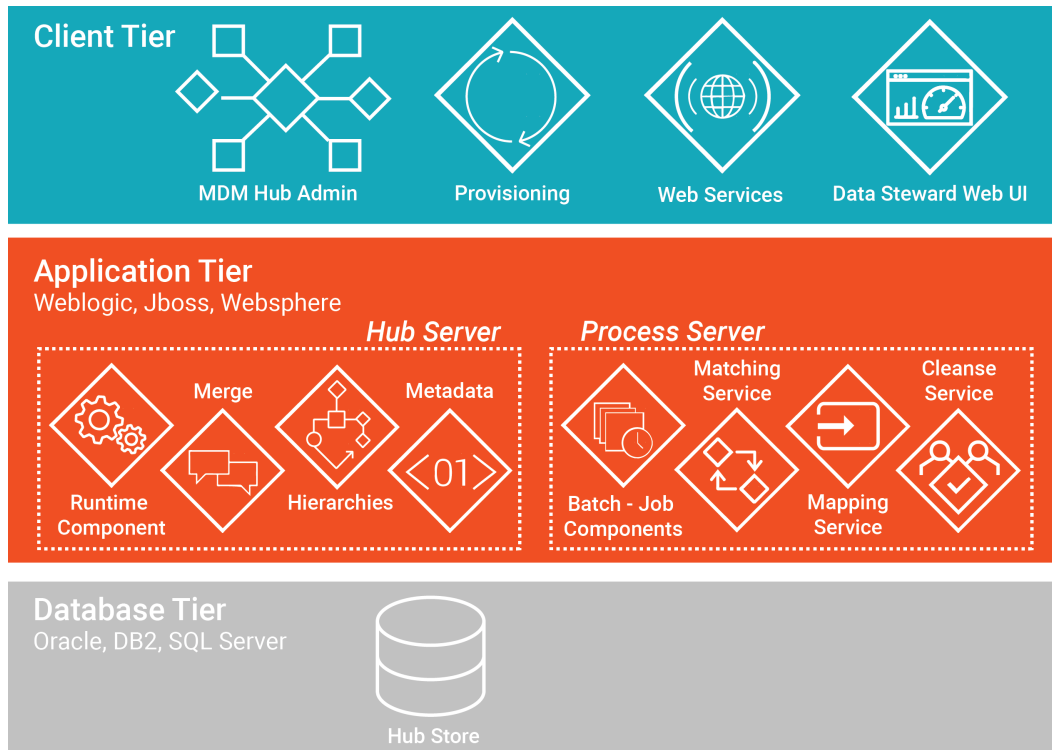 Client Tier
MDM Hub Admin
Provisioning
Web Services
Data Steward Web UI
Application Tier
Weblogic, Jboss, Websphere
Hub Server
Runtime
Component
Merge
Hierarchies
Metadata
<01>
Process Server
Batch - Job
Components
Matching
Service
Mapping
Service
Cleanse
Service
Database Tier
Oracle, DB2, SQL Server
Hub Store